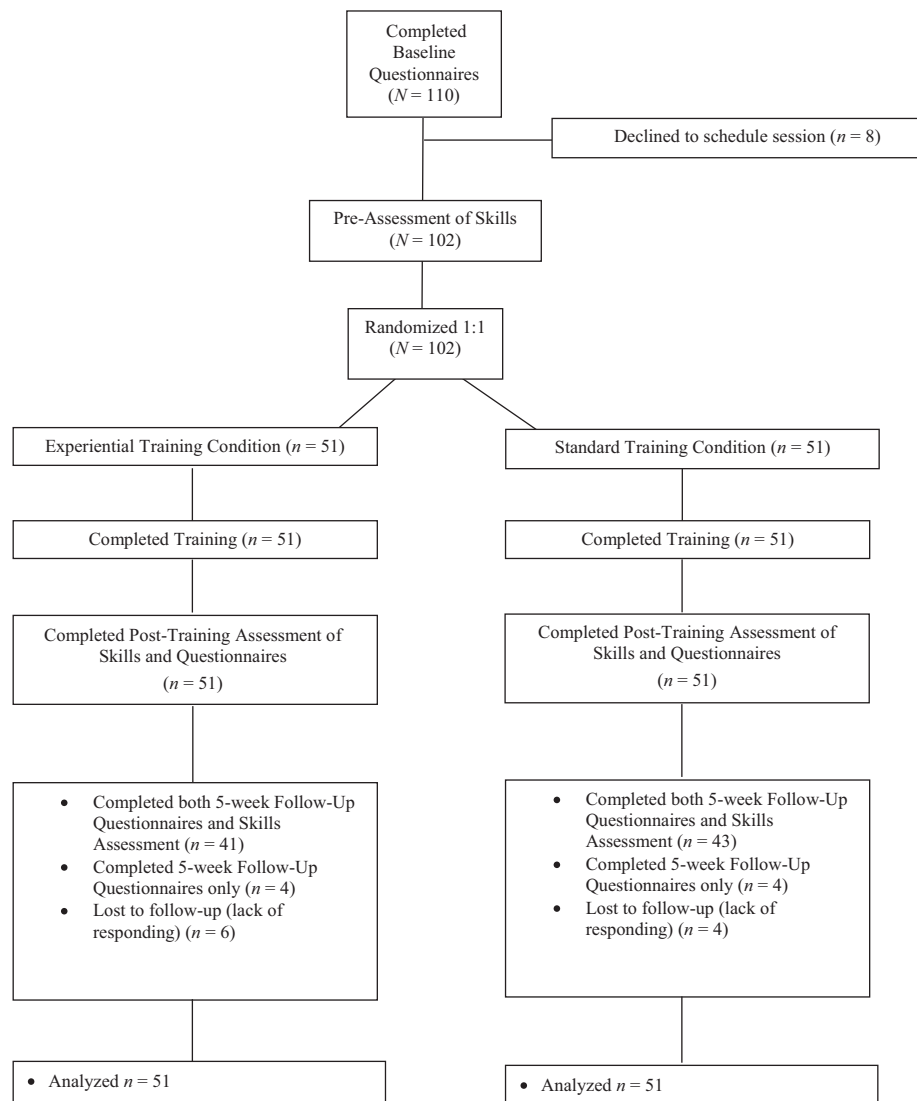 Completed
Baseline
Questionnaires
(N = 110)
Declined to schedule session (n = 8)
Pre-Assessment of Skills
(N = 102)
Randomized 1:1
(N = 102)
Experiential Training Condition (n = 51)
Standard Training Condition (n = 51)
Completed Training (n = 51)
Completed Training (n = 51)
Completed Post-Training Assessment of
Skills and Questionnaires
(n = 51)
Completed Post-Training Assessment of
Skills and Questionnaires
(n = 51)
• Completed both 5-week Follow-Up
Questionnaires and Skills
Assessment (n = 41)
• Completed 5-week Follow-Up
Questionnaires only (n = 4)
• Lost to follow-up (lack of
responding) (n = 6)
• Completed both 5-week Follow-Up
Questionnaires and Skills
Assessment (n = 43)
• Completed 5-week Follow-Up
Questionnaires only (n = 4)
• Lost to follow-up (lack of
responding) (n = 4)
• Analyzed n = 51
• Analyzed n = 51